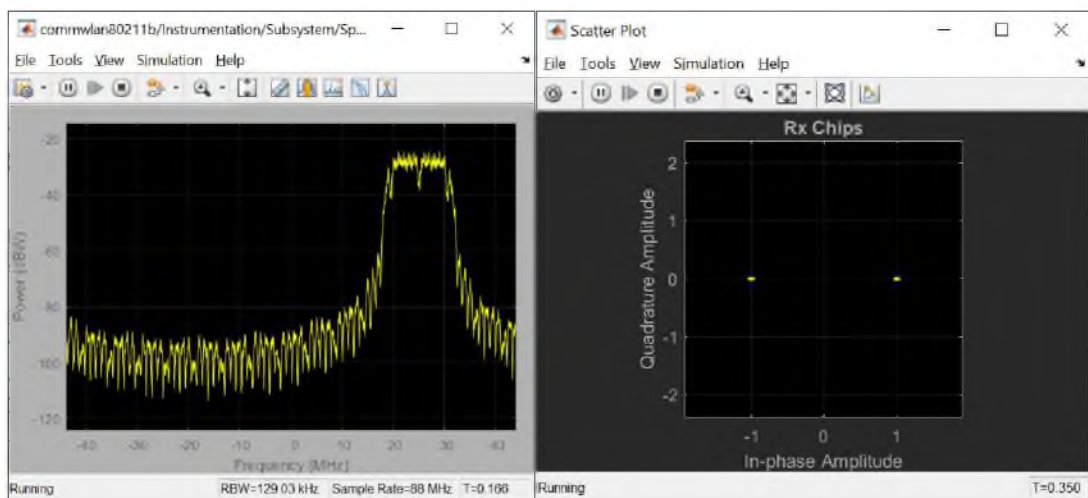 commwlan80211b/Instrumentation/Subsystem/Sp...
File Tools View Simulation Help
Power (dBW)
-20
-40
-60
-80
-100
-120
-40 -30 -20 -10 0 10 20 30 40
Frequency (MHz)
Running RBW=129.03 kHz Sample Rate=88 MHz T=0.166
Scatter Plot
File Tools View Simulation Help
Rx Chips
Quadrature Amplitude
2
1
0
-1
-2
-1 0 1
In-phase Amplitude
Running T=0.350